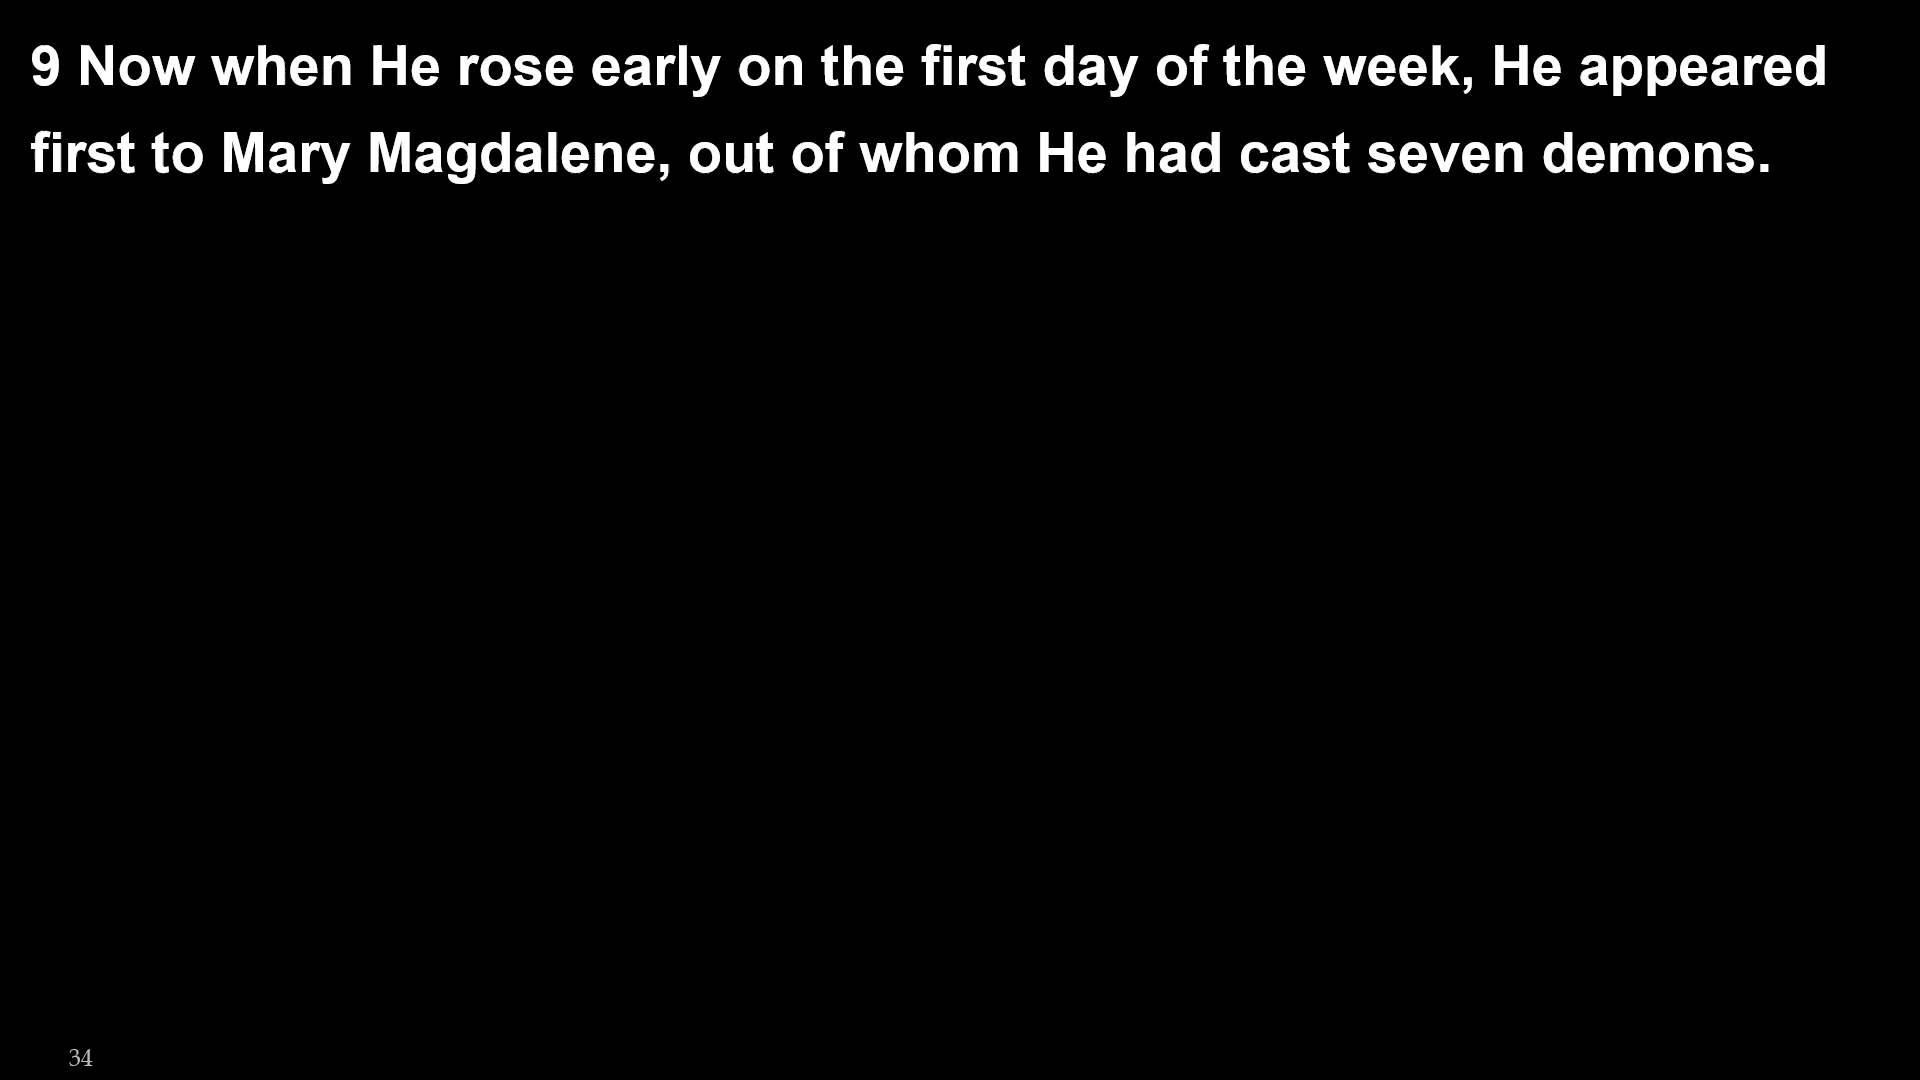 9 Now when He rose early on the first day of the week, He appeared
first to Mary Magdalene, out of whom He had cast seven demons.
34